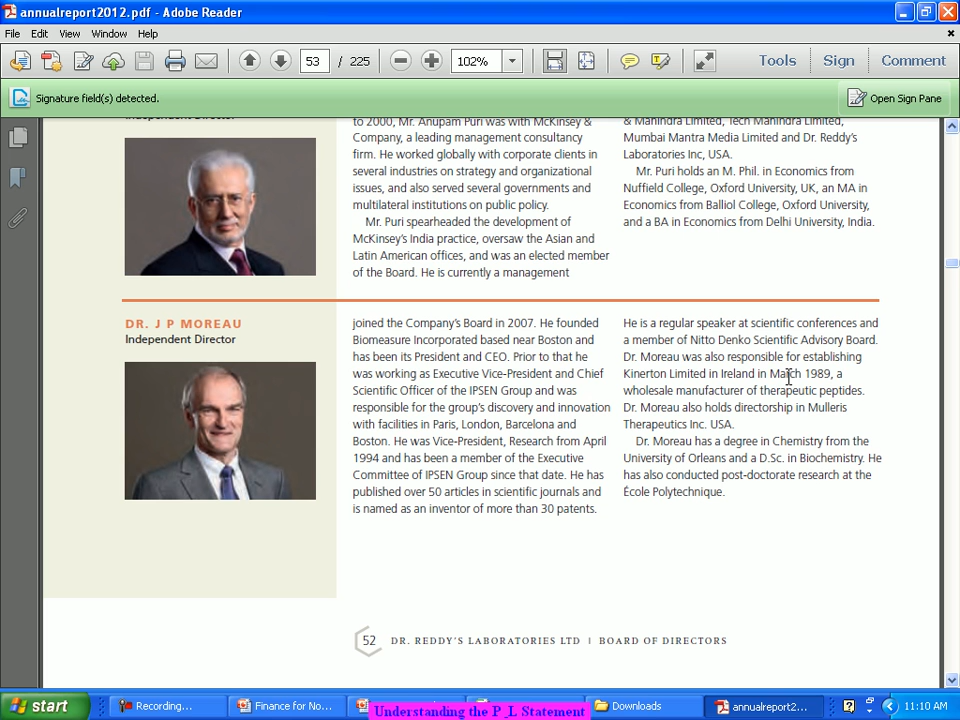 annualreport2012.pdf - Adobe Reader
File Edit View Window Help
53 / 225 102% Tools Sign Comment
Signature field(s) detected.
Open Sign Pane
Independent Director
to 2000, Mr. Anupam Puri was with McKinsey &
Company, a leading management consultancy
firm. He worked globally with corporate clients in
several industries on strategy and organizational
issues, and also served several governments and
multilateral institutions on public policy.
Mr. Puri spearheaded the development of
McKinsey's India practice, oversaw the Asian and
Latin American offices, and was an elected member
of the Board. He is currently a management
& Mahindra Limited, Tech Mahindra Limited,
Mumbai Mantra Media Limited and Dr. Reddy's
Laboratories Inc, USA.
Mr. Puri holds an M. Phil. in Economics from
Nuffield College, Oxford University, UK, an MA in
Economics from Balliol College, Oxford University,
and a BA in Economics from Delhi University, India.
DR. J P MOREAU
Independent Director
joined the Company's Board in 2007. He founded
Biomeasure Incorporated based near Boston and
has been its President and CEO. Prior to that he
was working as Executive Vice-President and Chief
Scientific Officer of the IPSEN Group and was
responsible for the group's discovery and innovation
with facilities in Paris, London, Barcelona and
Boston. He was Vice-President, Research from April
1994 and has been a member of the Executive
Committee of IPSEN Group since that date. He has
published over 50 articles in scientific journals and
is named as an inventor of more than 30 patents.
He is a regular speaker at scientific conferences and
a member of Nitto Denko Scientific Advisory Board.
Dr. Moreau was also responsible for establishing
Kinerton Limited in Ireland in March 1989, a
wholesale manufacturer of therapeutic peptides.
Dr. Moreau also holds directorship in Mulleris
Therapeutics Inc. USA.
Dr. Moreau has a degree in Chemistry from the
University of Orleans and a D.Sc. in Biochemistry. He
has also conducted post-doctorate research at the
École Polytechnique.
52 DR. REDDY'S LABORATORIES LTD | BOARD OF DIRECTORS
start Recording... Finance for No... Downloads annualreport2... 11:10 AM
Understanding the P_L Statement